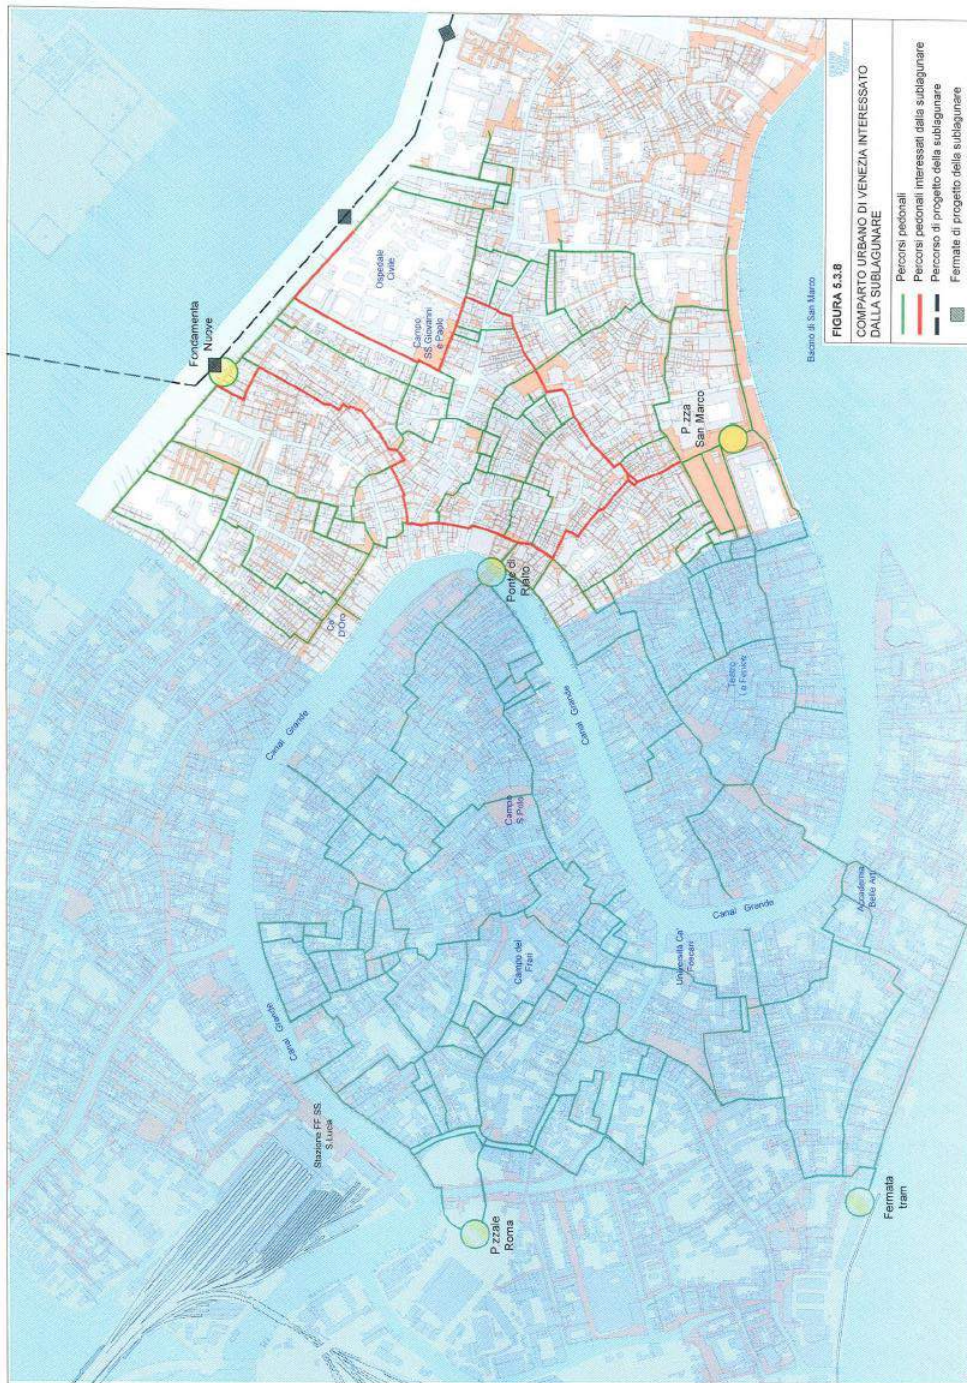 FIGURA 5.3.8
COMPARTO URBANO DI VENEZIA INTERESSATO
DALLA SUBLAGUNARE
Percorsi pedonali
Percorsi pedonali interessati dalla sublagunare
Percorso di progetto della sublagunare
Fermate di progetto della sublagunare
Fondamenta
Nuove
Ospedale
Civile
Campo
SS.Giovanni
e Paolo
P.zza
San Marco
Bacino di San Marco
Ponte di
Rialto
Ca'
D'Oro
Canal Grande
Canal Grande
Teatro
La Fenice
Campo
S.Polo
Canal Grande
Accademia
Belle Arti
Università Ca'
Foscari
Campo dei
Frari
Canal Grande
Stazione FF.SS.
S.Lucia
P.zzale
Roma
Fermata
tram